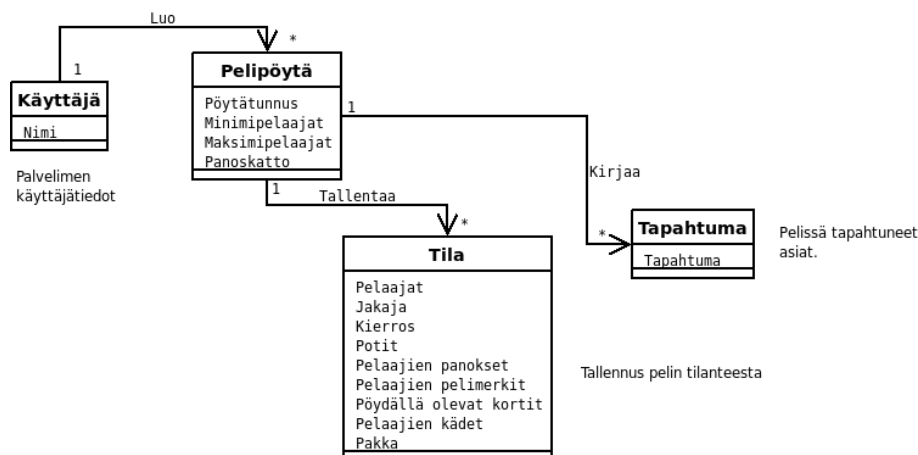 Luo
*
1
Pelipöytä
Pöytätunnus
Minimipelaajat
Maksimipelaajat
Panoskatto
Käyttäjä
Nimi
Palvelimen
käyttäjätiedot
1
Kirjaa
*
1
Tallentaa
*
Tapahtuma
Tapahtuma
Pelissä tapahtuneet
asiat.
Tila
Pelaajat
Jakaja
Kierros
Potit
Pelaajien panokset
Pelaajien pelimerkit
Pöydällä olevat kortit
Pelaajien kädet
Pakka
Tallennus pelin tilanteesta